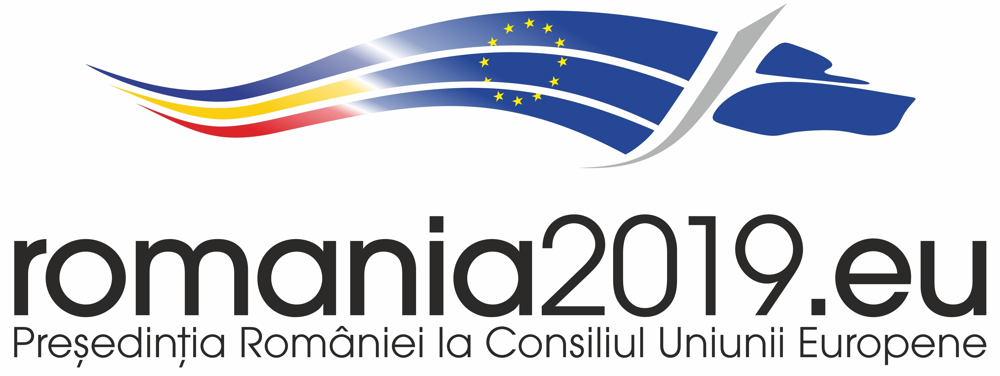 romania2019.eu
Președinția României la Consiliul Uniunii Europene